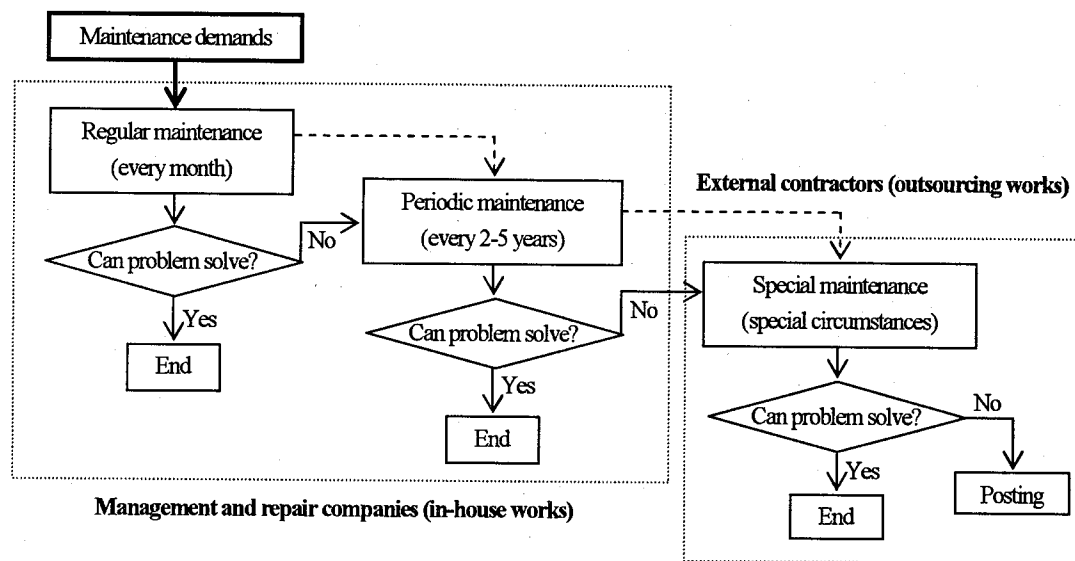 Maintenance demands
Regular maintenance
(every month)
Can problem solve?
No
Yes
End
Periodic maintenance
(every 2-5 years)
Can problem solve?
No
Yes
End
Management and repair companies (in-house works)
External contractors (outsourcing works)
Special maintenance
(special circumstances)
Can problem solve?
No
Yes
Posting
End